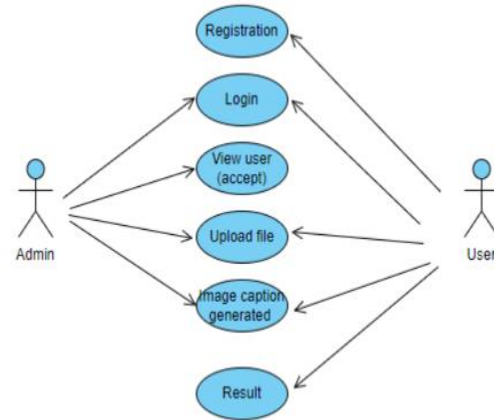 Registration
Login
View user
(accept)
Admin
Upload file
User
Image caption
generated
Result